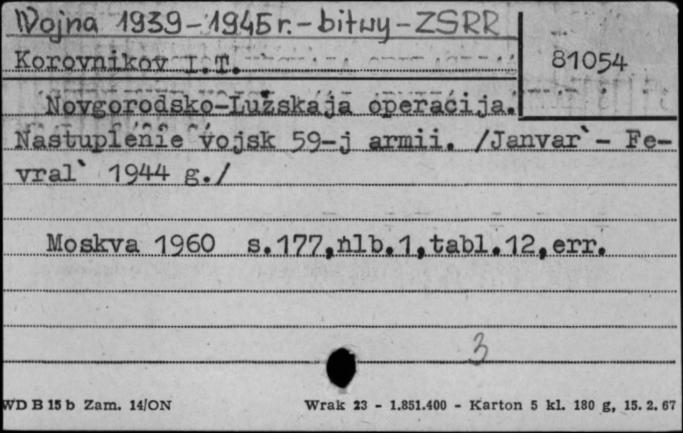 Wojna 1939-1945 r. - bitwy - ZSRR
Korovnikov I.T.
81054
Novgorodsko-Lužskaja operacija.
Nastuplenie vojsk 59-j armii. /Janvar`- Fe-
vral` 1944 g./
Moskva 1960 s.177,nlb.1,tabl.12,err.
3
WD B 15 b Zam. 14/ON
Wrak 23 - 1.851.400 - Karton 5 kl. 180 g, 15. 2. 67